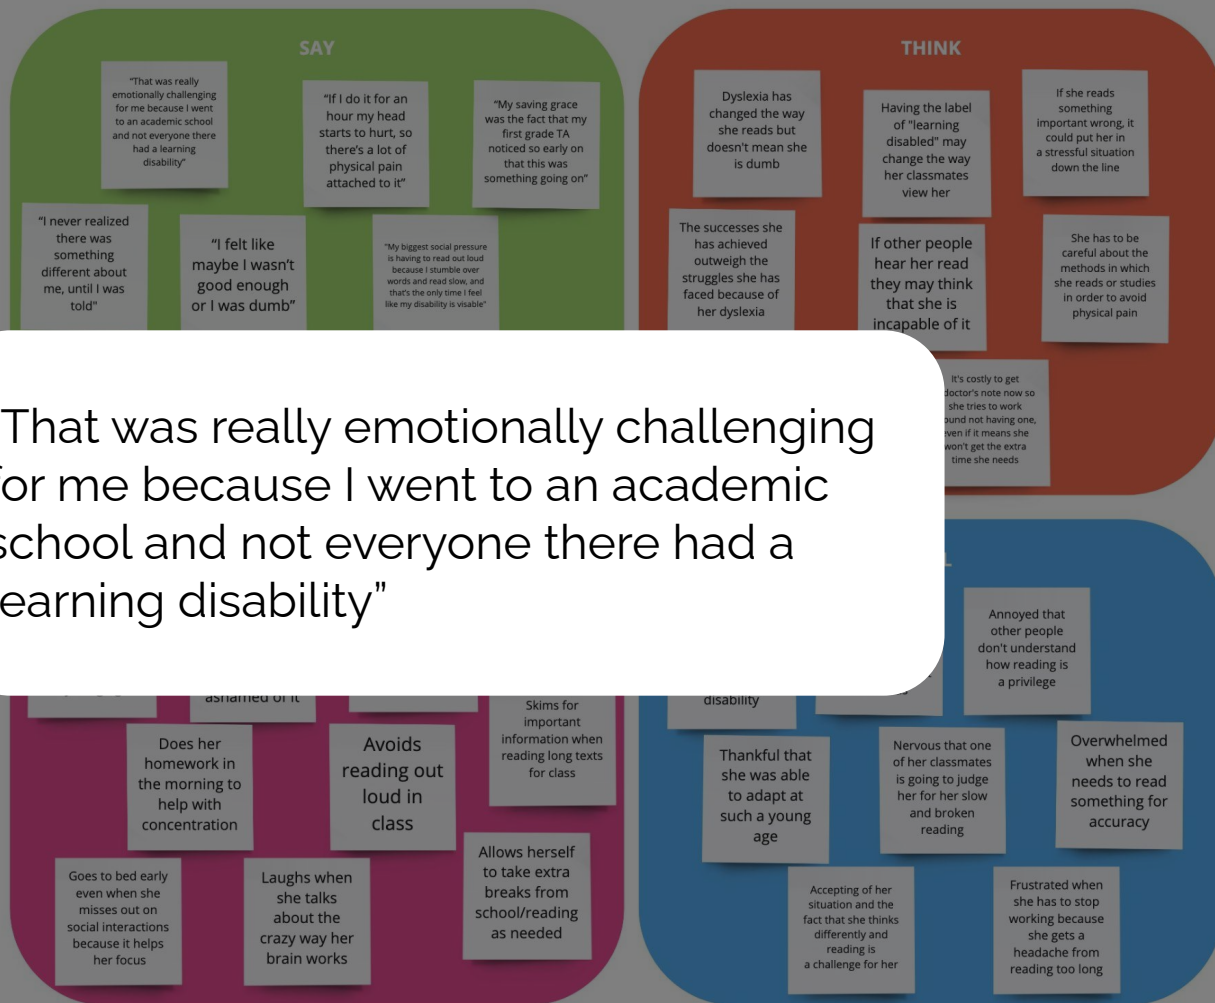 SAY
"That was really
emotionally challenging
for me because I went
to an academic school
and not everyone there
had a learning
disability”
“If I do it for an
hour my head
starts to hurt, so
there’s a lot of
physical pain
attached to it”
“My saving grace
was the fact that my
first grade TA
noticed so early on
that this was
something going on”
"I never realized
there was
something
different about
me, until I was
told"
“I felt like
maybe I wasn’t
good enough
or I was dumb”
"My biggest social pressure
is having to read out loud
because I stumble over
words and read slow, and
that’s the only time I feel
like my disability is visable"
THINK
Dyslexia has
changed the way
she reads but
doesn't mean she
is dumb
Having the label
of "learning
disabled" may
change the way
her classmates
view her
If she reads
something
important wrong, it
could put her in
a stressful situation
down the line
The successes she
has achieved
outweigh the
struggles she has
faced because of
her dyslexia
If other people
hear her read
they may think
that she is
incapable of it
She has to be
careful about the
methods in which
she reads or studies
in order to avoid
physical pain
It's costly to get
doctor's note now so
she tries to work
ound not having one,
even if it means she
won't get the extra
time she needs
That was really emotionally challenging
for me because I went to an academic
school and not everyone there had a
earning disability”
ashamed of it
Skims for
important
information when
reading long texts
for class
Does her
homework in
the morning to
help with
concentration
Avoids
reading out
loud in
class
Goes to bed early
even when she
misses out on
social interactions
because it helps
her focus
Laughs when
she talks
about the
crazy way her
brain works
Allows herself
to take extra
breaks from
school/reading
as needed
L
Annoyed that
other people
don't understand
how reading is
a privilege
disability
Thankful that
she was able
to adapt at
such a young
age
Nervous that one
of her classmates
is going to judge
her for her slow
and broken
reading
Overwhelmed
when she
needs to read
something for
accuracy
Accepting of her
situation and the
fact that she thinks
differently and
reading is
a challenge for her
Frustrated when
she has to stop
working because
she gets a
headache from
reading too long